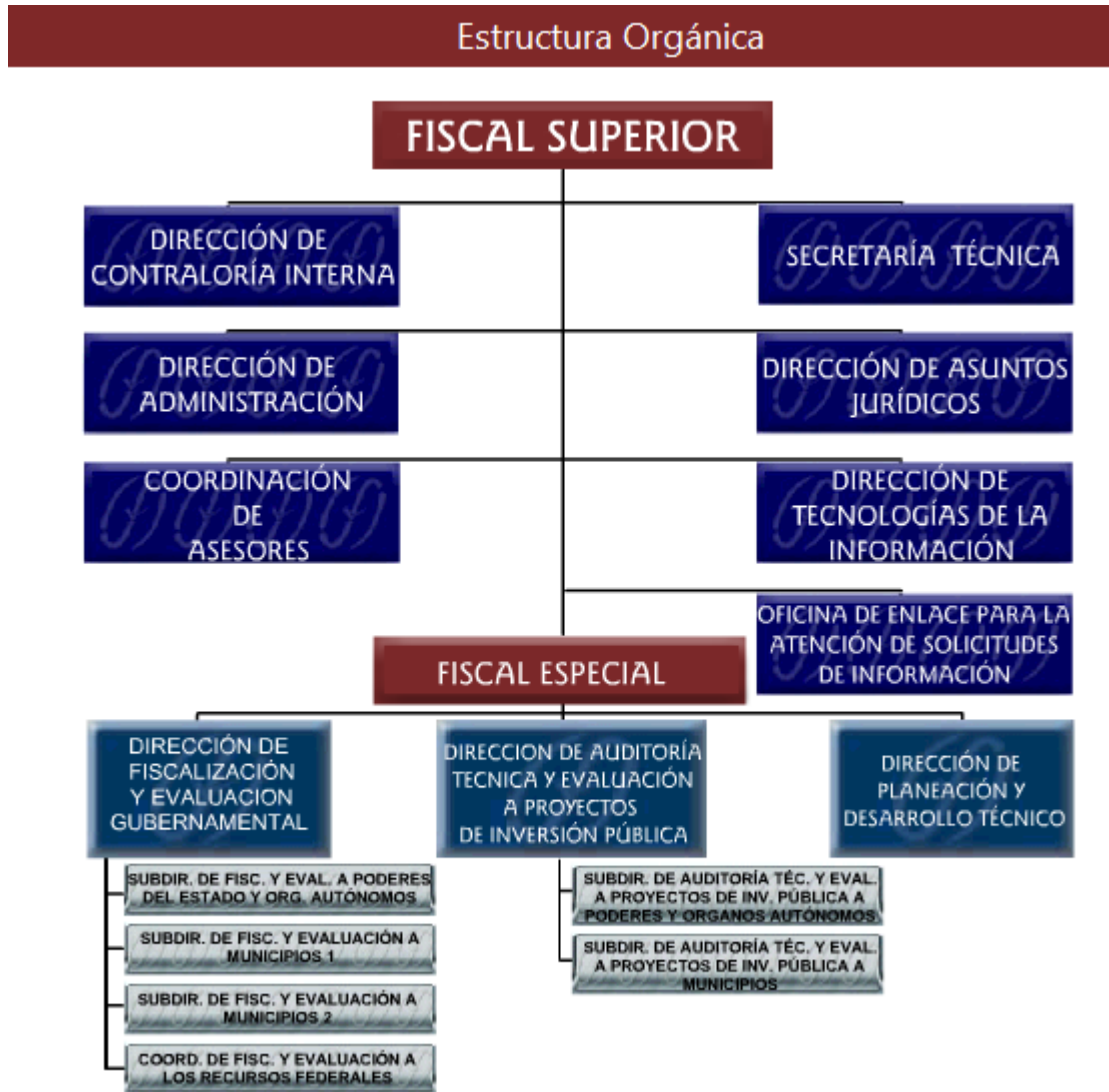 Estructura Orgánica
FISCAL SUPERIOR
DIRECCIÓN DE
CONTRALORÍA INTERNA
SECRETARÍA TÉCNICA
DIRECCIÓN DE
ADMINISTRACIÓN
DIRECCIÓN DE ASUNTOS
JURÍDICOS
COORDINACIÓN
DE
ASESORES
DIRECCIÓN DE
TECNOLOGÍAS DE LA
INFORMACIÓN
OFICINA DE ENLACE PARA LA
ATENCIÓN DE SOLICITUDES
DE INFORMACIÓN
FISCAL ESPECIAL
DIRECCIÓN DE
FISCALIZACIÓN
Y EVALUACION
GUBERNAMENTAL
DIRECCION DE AUDITORÍA
TECNICA Y EVALUACIÓN
A PROYECTOS
DE INVERSIÓN PÚBLICA
DIRECCIÓN DE
PLANEACIÓN Y
DESARROLLO TÉCNICO
SUBDIR. DE FISC. Y EVAL. A PODERES
DEL ESTADO Y ORG. AUTÓNOMOS
SUBDIR. DE FISC. Y EVALUACIÓN A
MUNICIPIOS 1
SUBDIR. DE FISC. Y EVALUACIÓN A
MUNICIPIOS 2
COORD. DE FISC. Y EVALUACIÓN A
LOS RECURSOS FEDERALES
SUBDIR. DE AUDITORÍA TÉC. Y EVAL.
A PROYECTOS DE INV. PÚBLICA A
PODERES Y ORGANOS AUTÓNOMOS
SUBDIR. DE AUDITORÍA TÉC. Y EVAL.
A PROYECTOS DE INV. PÚBLICA A
MUNICIPIOS